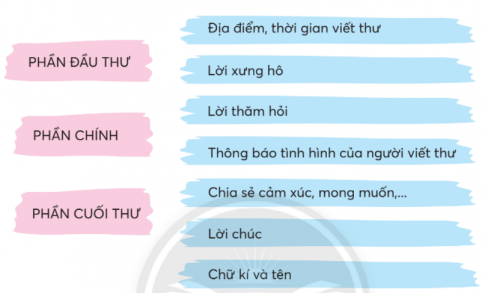 PHẦN ĐẦU THƯ
PHẦN CHÍNH
PHẦN CUỐI THƯ
Địa điểm, thời gian viết thư
Lời xưng hô
Lời thăm hỏi
Thông báo tình hình của người viết thư
Chia sẻ cảm xúc, mong muốn,...
Lời chúc
Chữ kí và tên